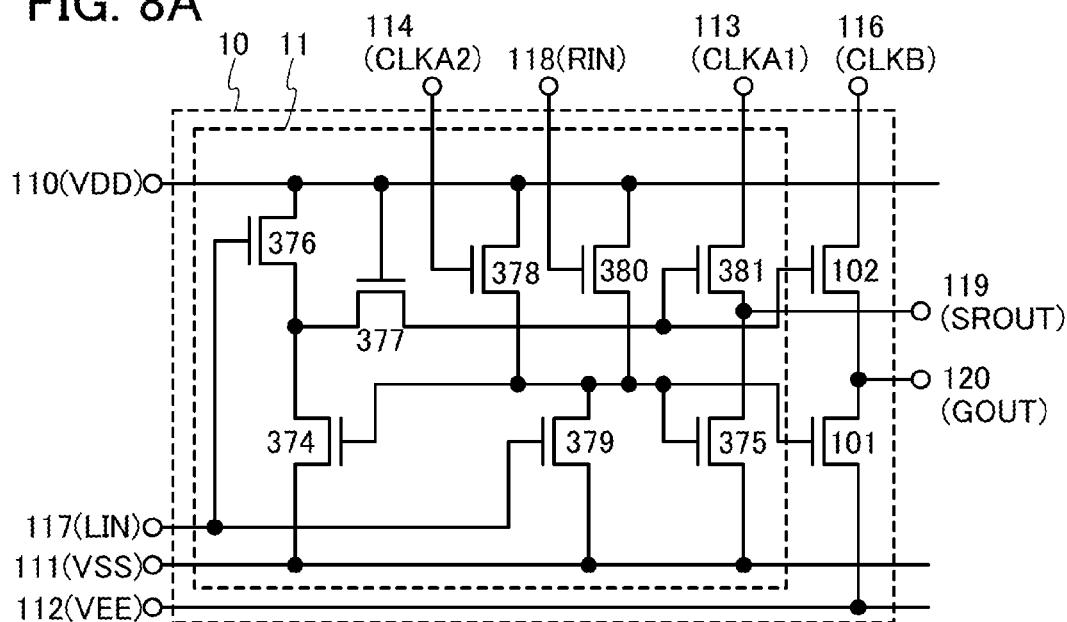 FIG. 8A
10
11
114
(CLKA2)
118(RIN)
113
(CLKA1)
116
(CLKB)
110(VDD)
376
378
380
381
102
119
(SROUT)
377
120
(GOUT)
374
379
375
101
117(LIN)
111(VSS)
112(VEE)